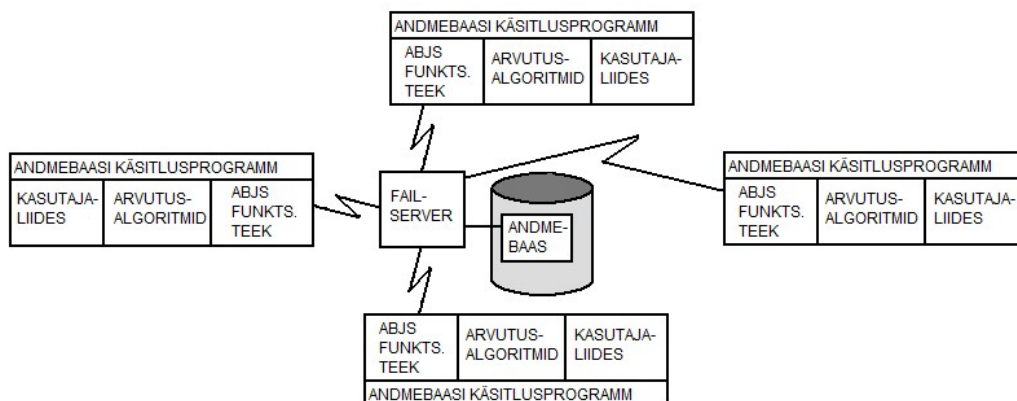 ANDMEBAASI KÄSITLUSPROGRAMM
ABJS
FUNKTS.
TEEK
ARVUTUS-
ALGORITMID
KASUTAJA-
LIIDES
ANDMEBAASI KÄSITLUSPROGRAMM
KASUTAJA-
LIIDES
ARVUTUS-
ALGORITMID
ABJS
FUNKTS.
TEEK
FAIL-
SERVER
ANDME-
BAAS
ANDMEBAASI KÄSITLUSPROGRAMM
ABJS
FUNKTS.
TEEK
ARVUTUS-
ALGORITMID
KASUTAJA-
LIIDES
ABJS
FUNKTS.
TEEK
ARVUTUS-
ALGORITMID
KASUTAJA-
LIIDES
ANDMEBAASI KÄSITLUSPROGRAMM